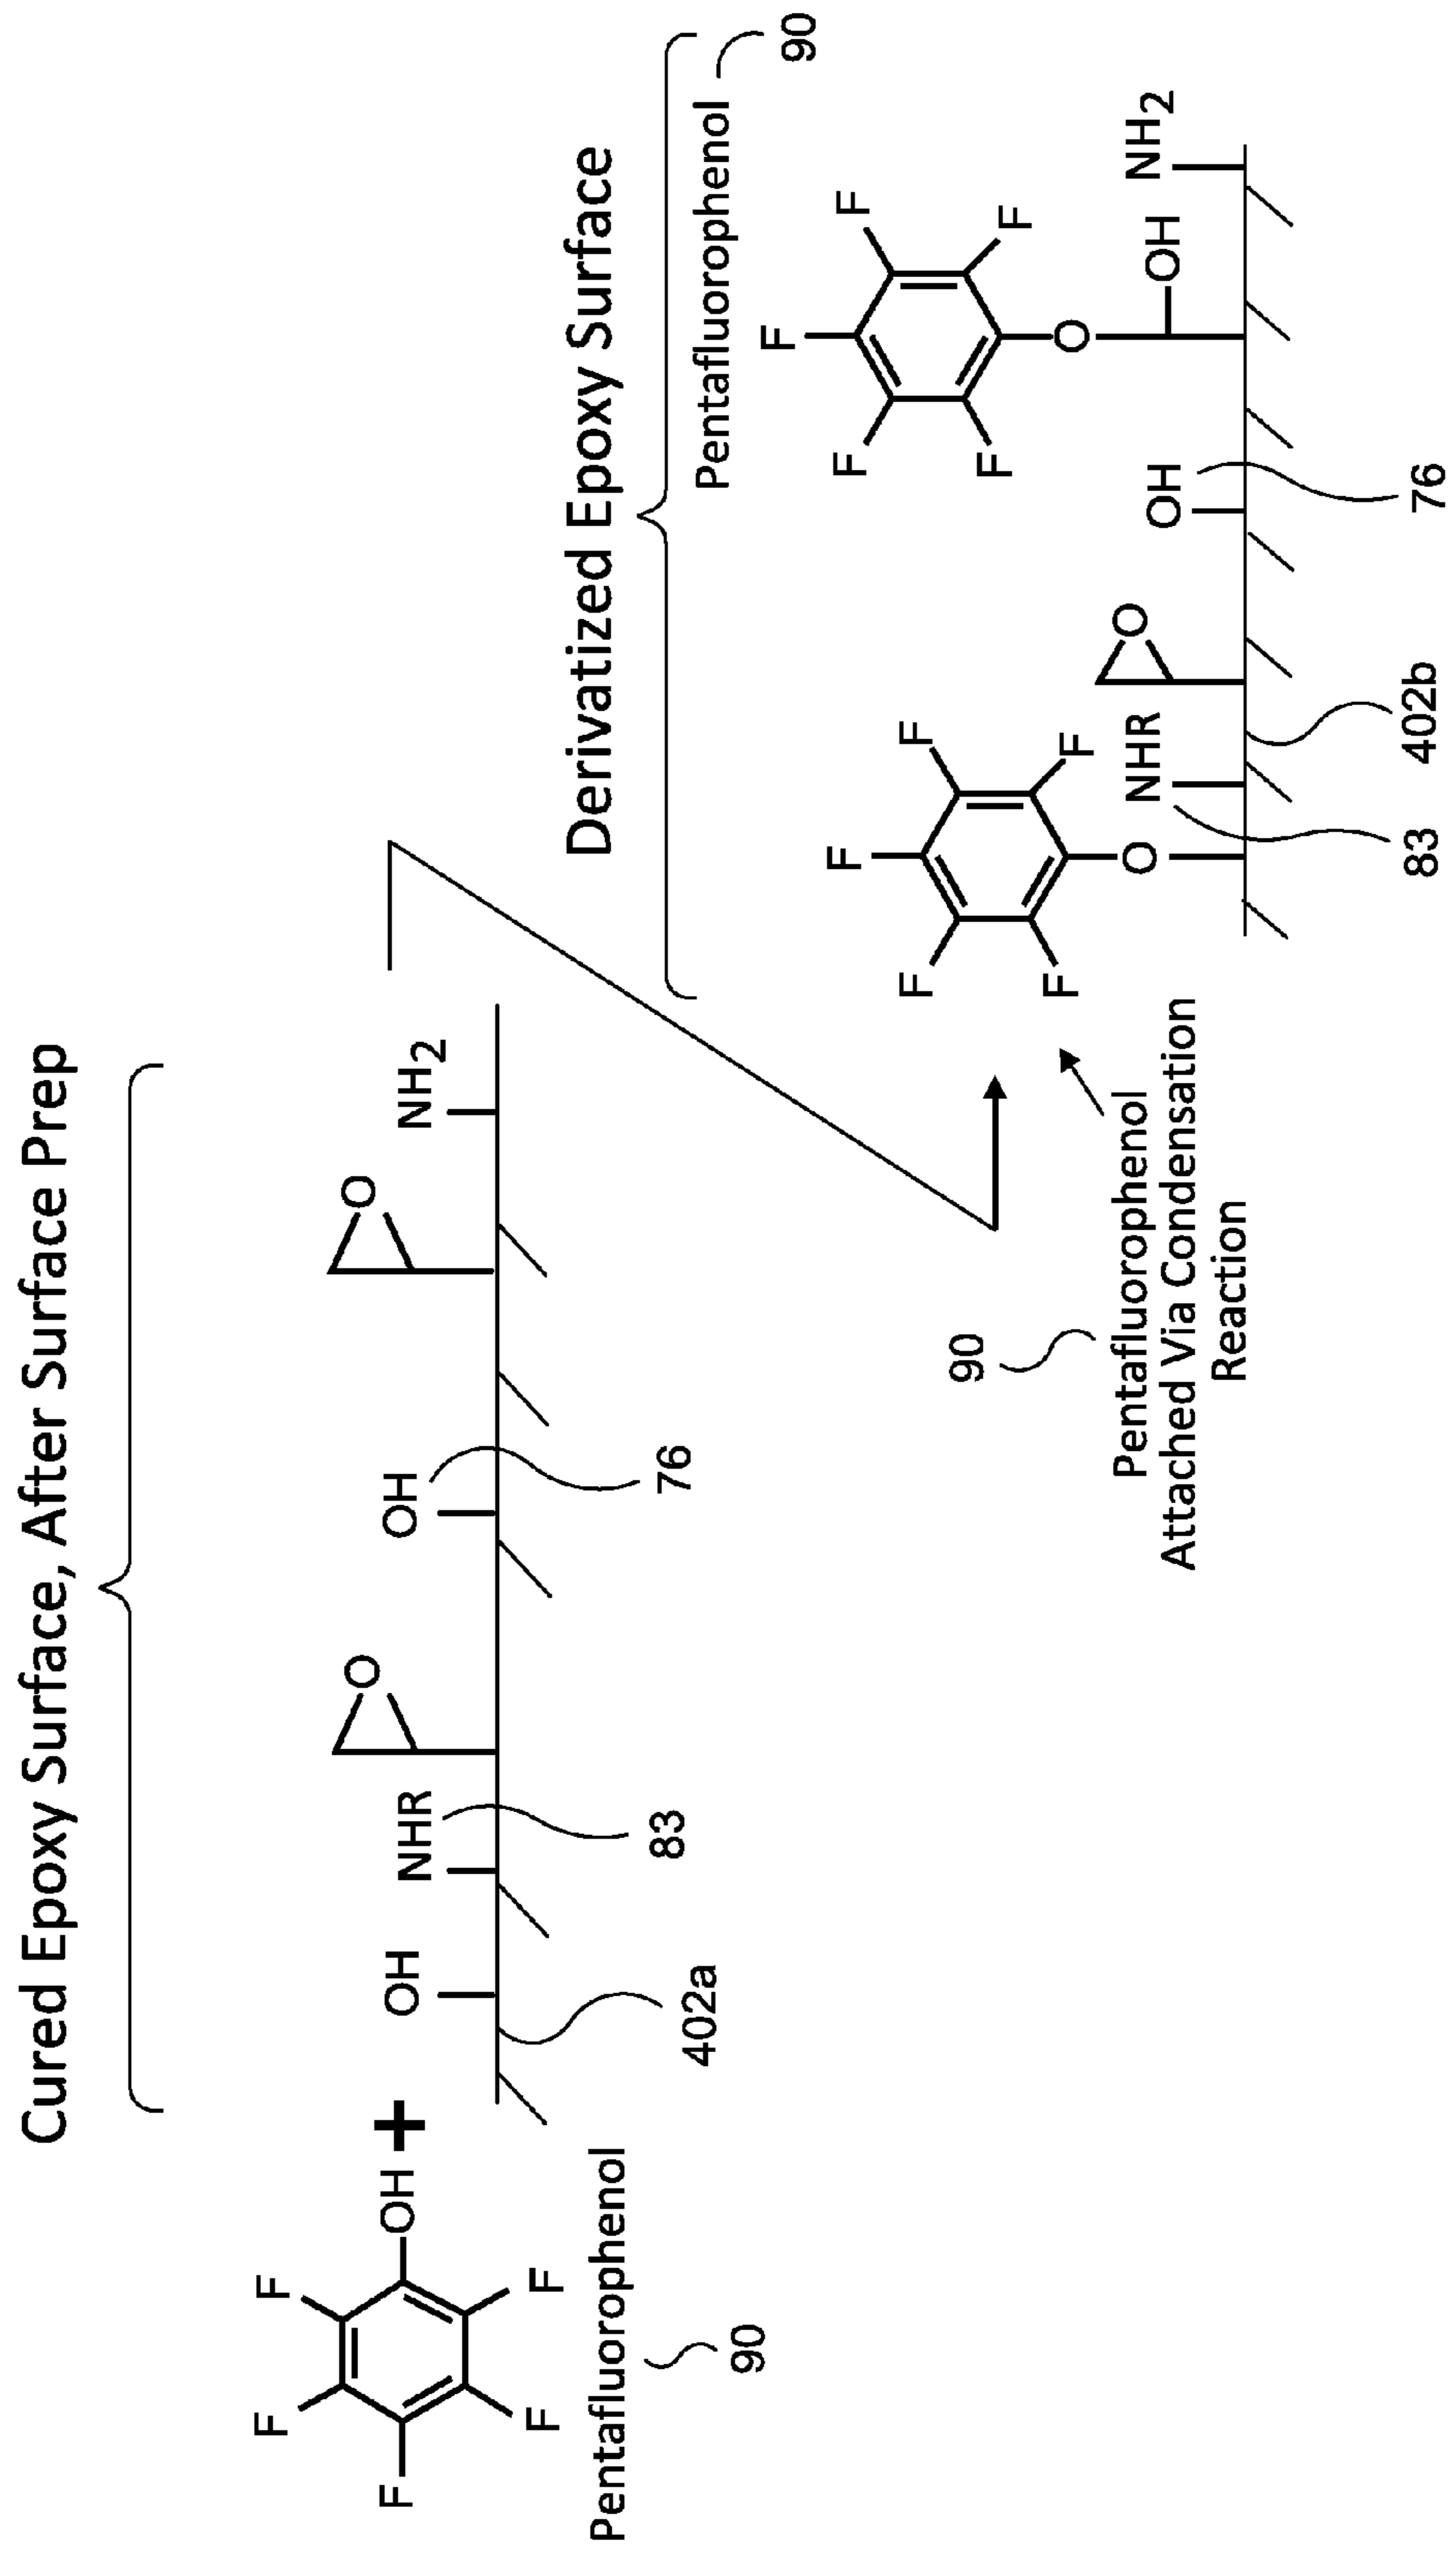 Cured Epoxy Surface, After Surface Prep
F
F
F
F
F
OH
+
OH
NHR
O
OH
O
NH2
Pentafluorophenol
90
402a
83
76
Derivatized Epoxy Surface
Pentafluorophenol
90
F
F
F
F
F
O
NHR
O
OH
F
F
F
F
F
O
OH
NH2
90
Pentafluorophenol
Attached Via Condensation
Reaction
83
402b
76